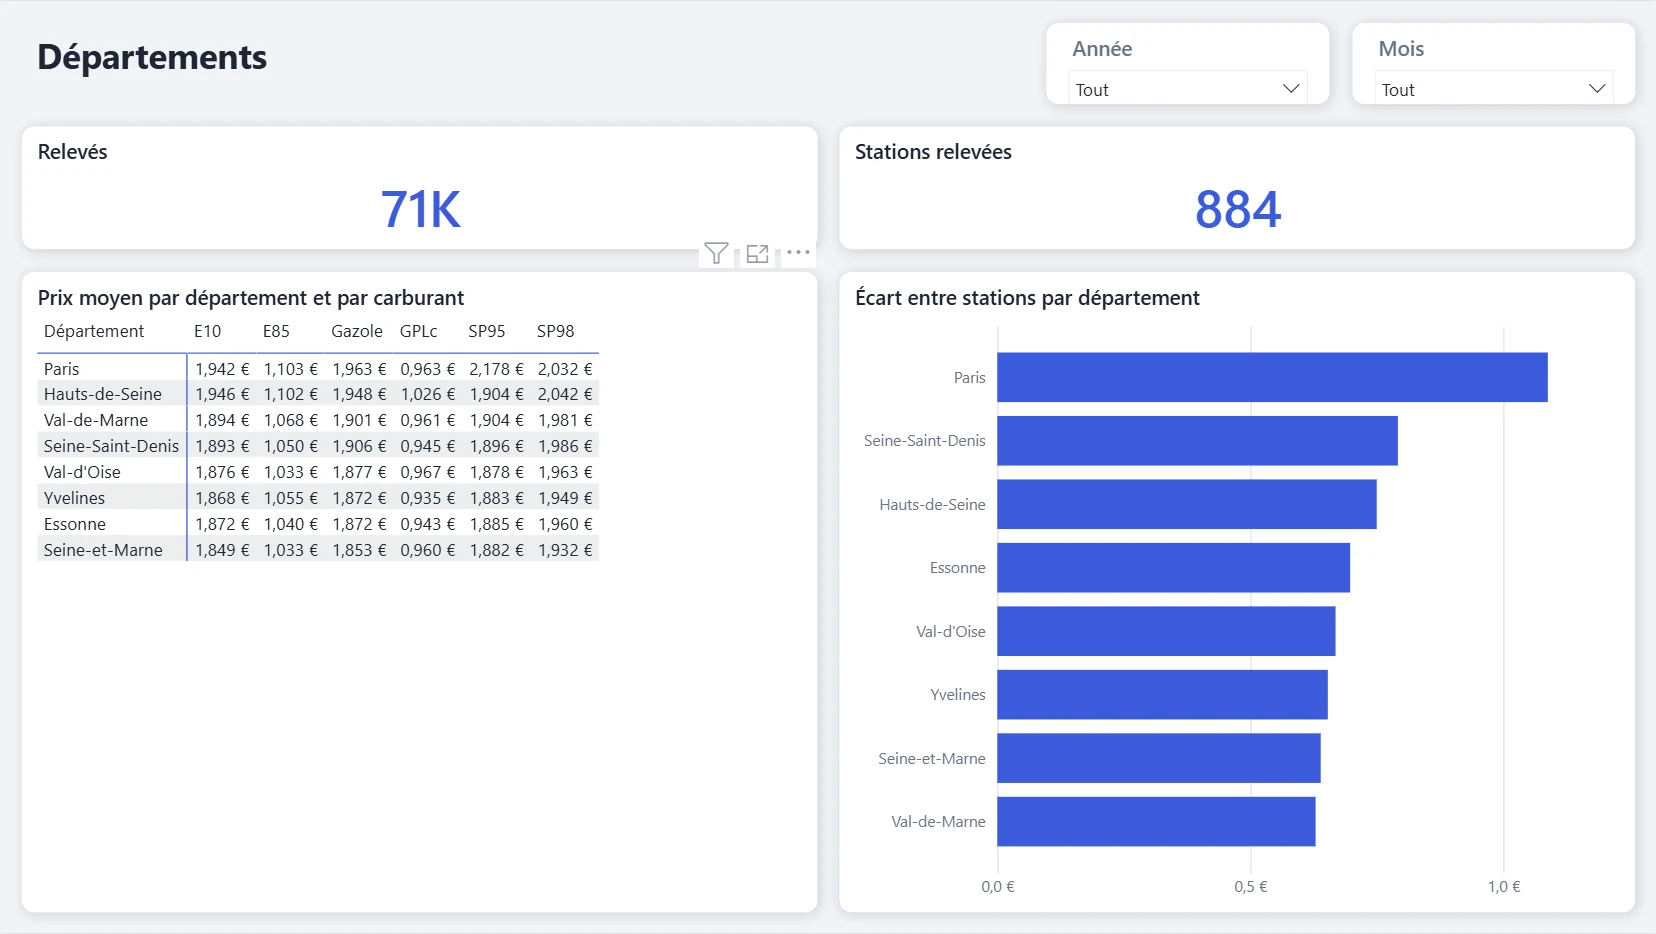 Départements
Année
Tout
Mois
Tout
Relevés
71K
Stations relevées
884
Prix moyen par département et par carburant
Département E10 E85 Gazole GPLc SP95 SP98
Paris 1,942 € 1,103 € 1,963 € 0,963 € 2,178 € 2,032 €
Hauts-de-Seine 1,946 € 1,102 € 1,948 € 1,026 € 1,904 € 2,042 €
Val-de-Marne 1,894 € 1,068 € 1,901 € 0,961 € 1,904 € 1,981 €
Seine-Saint-Denis 1,893 € 1,050 € 1,906 € 0,945 € 1,896 € 1,986 €
Val-d'Oise 1,876 € 1,033 € 1,877 € 0,967 € 1,878 € 1,963 €
Yvelines 1,868 € 1,055 € 1,872 € 0,935 € 1,883 € 1,949 €
Essonne 1,872 € 1,040 € 1,872 € 0,943 € 1,885 € 1,960 €
Seine-et-Marne 1,849 € 1,033 € 1,853 € 0,960 € 1,882 € 1,932 €
Écart entre stations par département
Paris
Seine-Saint-Denis
Hauts-de-Seine
Essonne
Val-d'Oise
Yvelines
Seine-et-Marne
Val-de-Marne
0,0 € 0,5 € 1,0 €